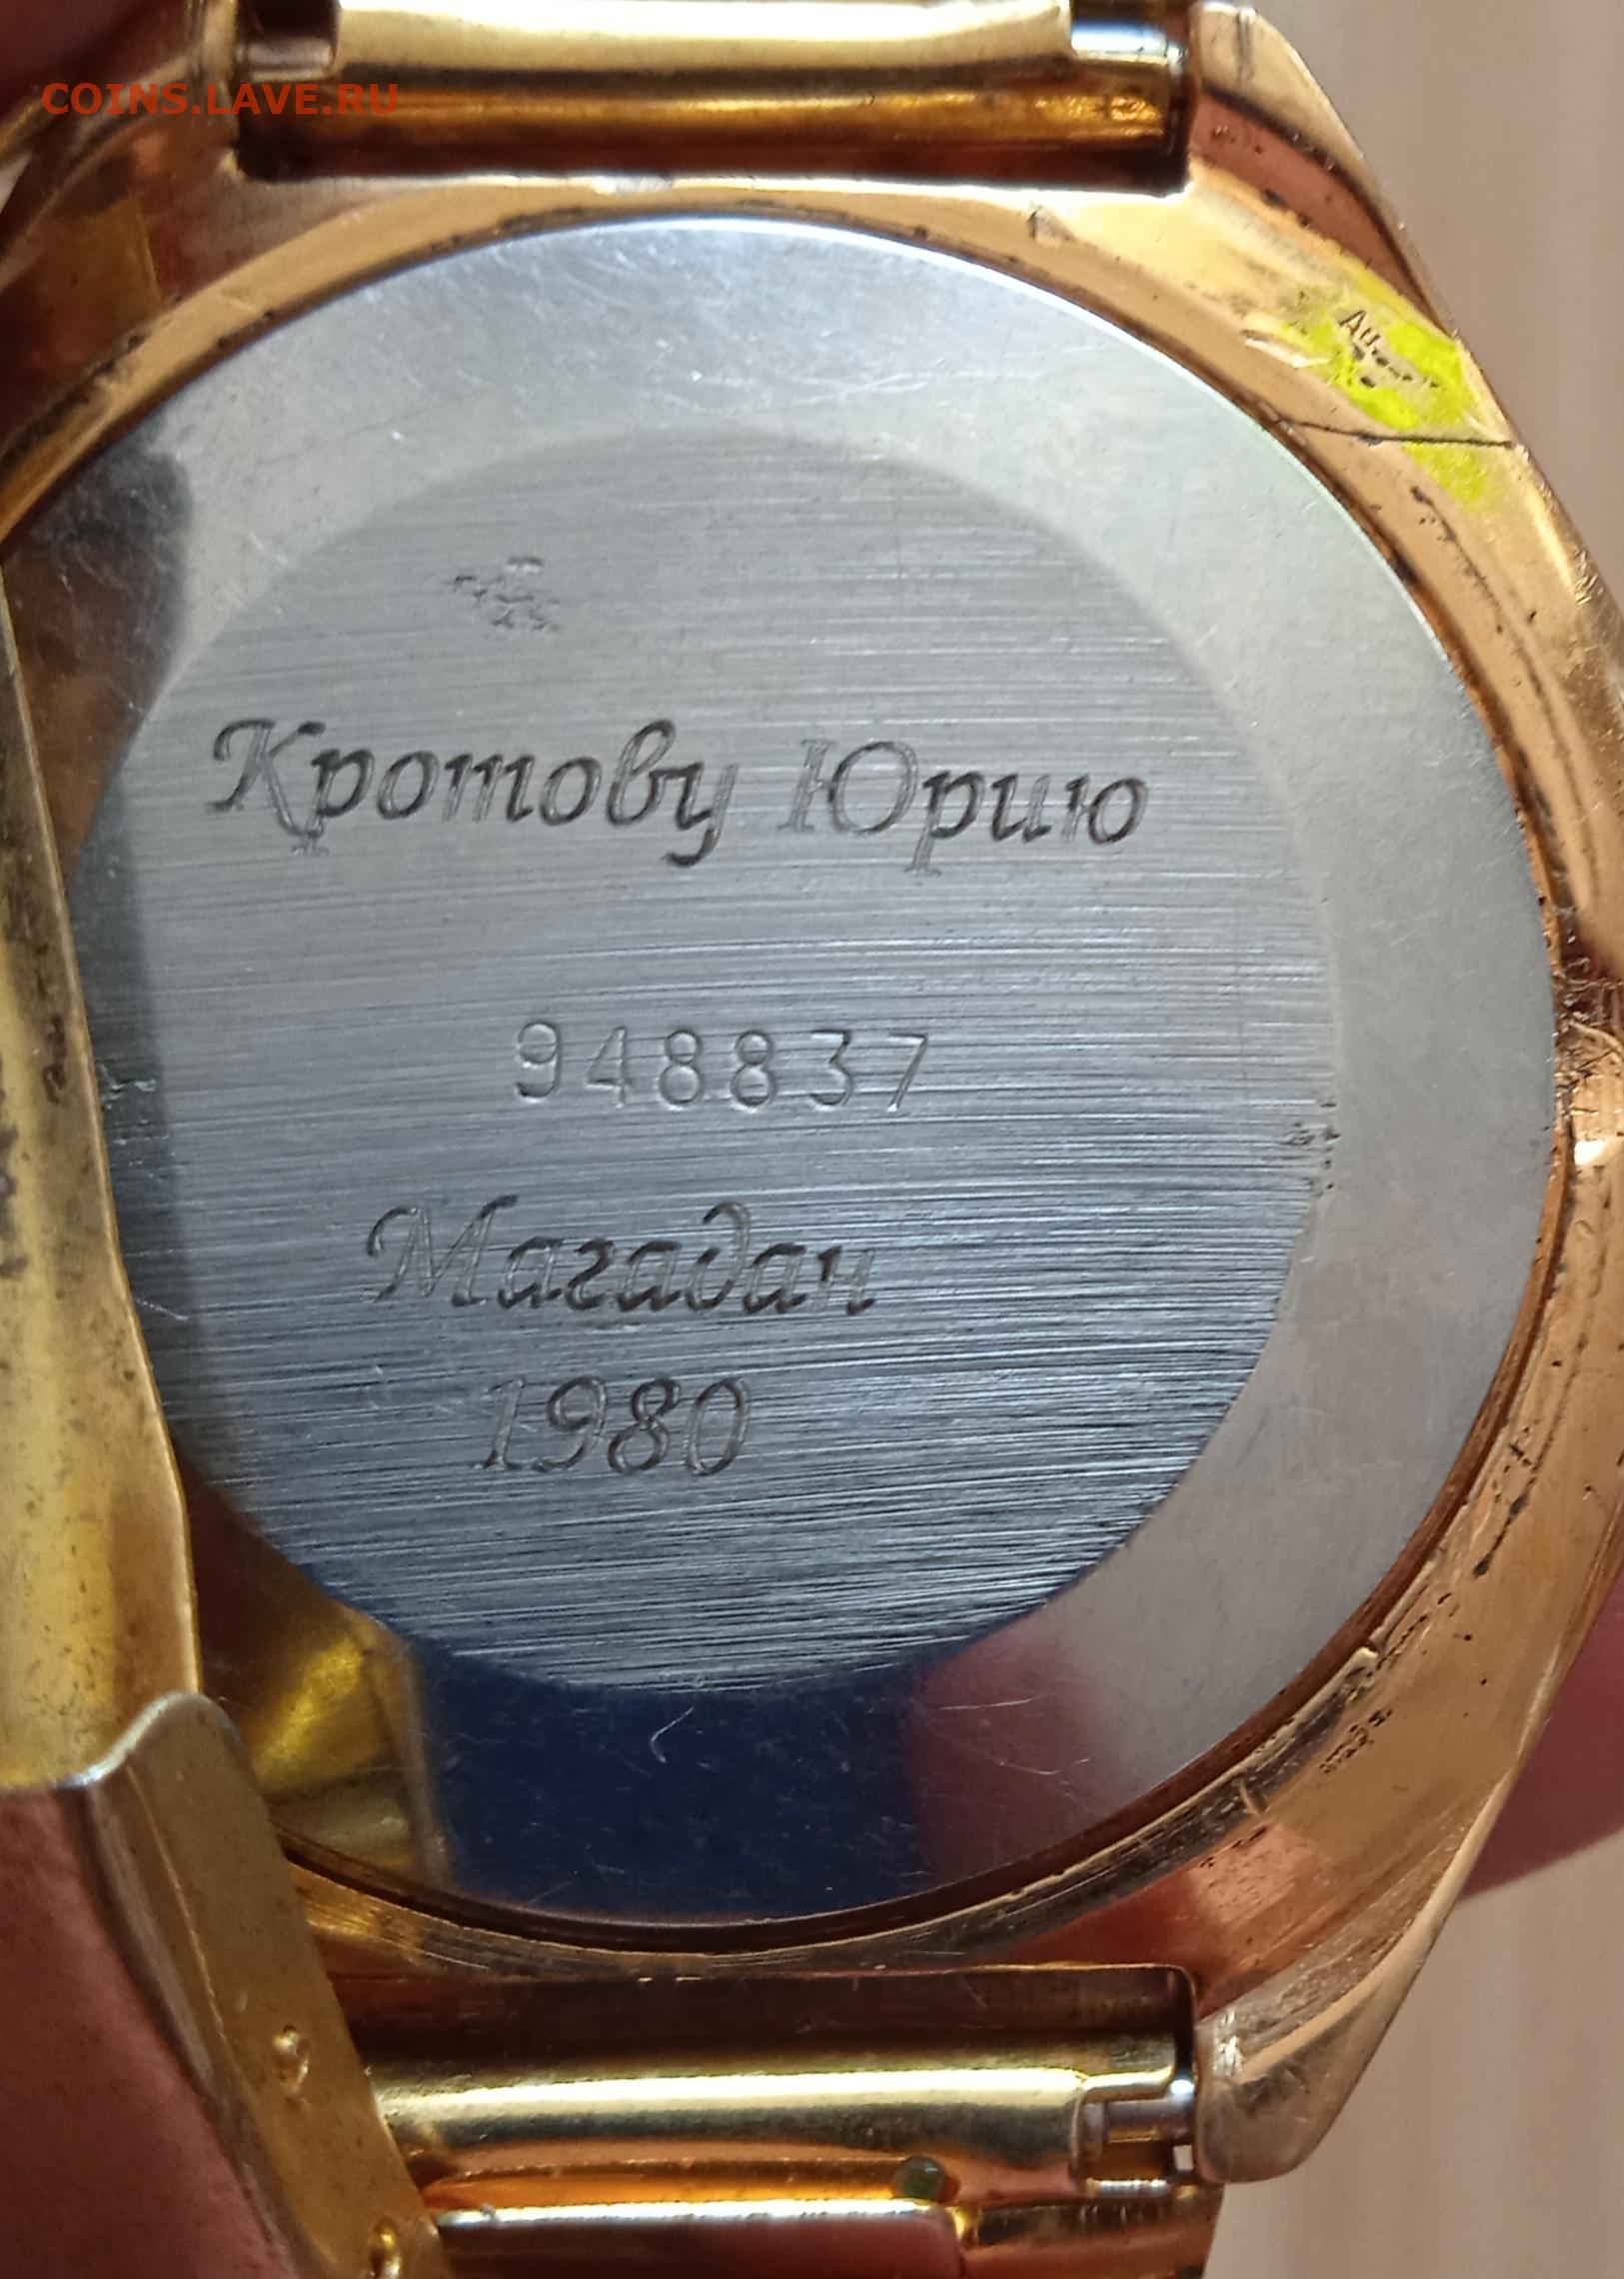 COINS.LAVE.RU
Кротову Юрию
948837
Магадан
1980